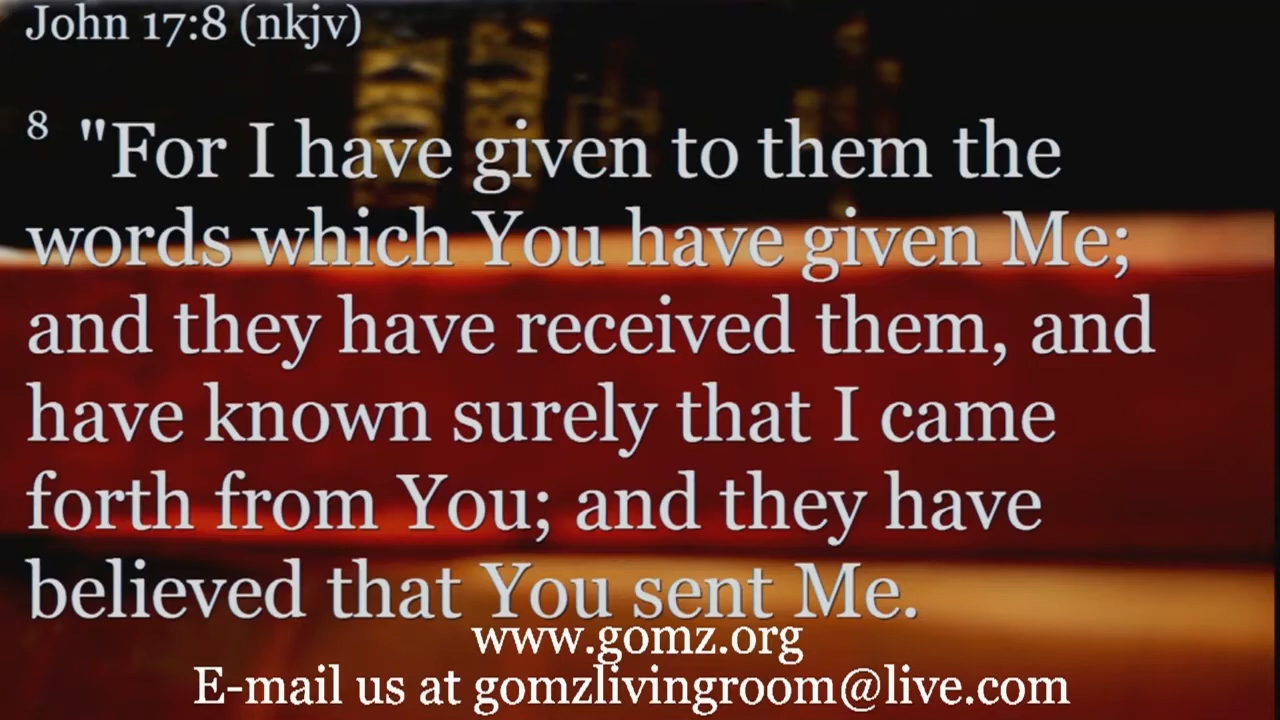 John 17:8 (nkjv)
8 "For I have given to them the
words which You have given Me;
and they have received them, and
have known surely that I came
forth from You; and they have
believed that You sent Me.
www.gomz.org
E-mail us at gomzlivingroom@live.com